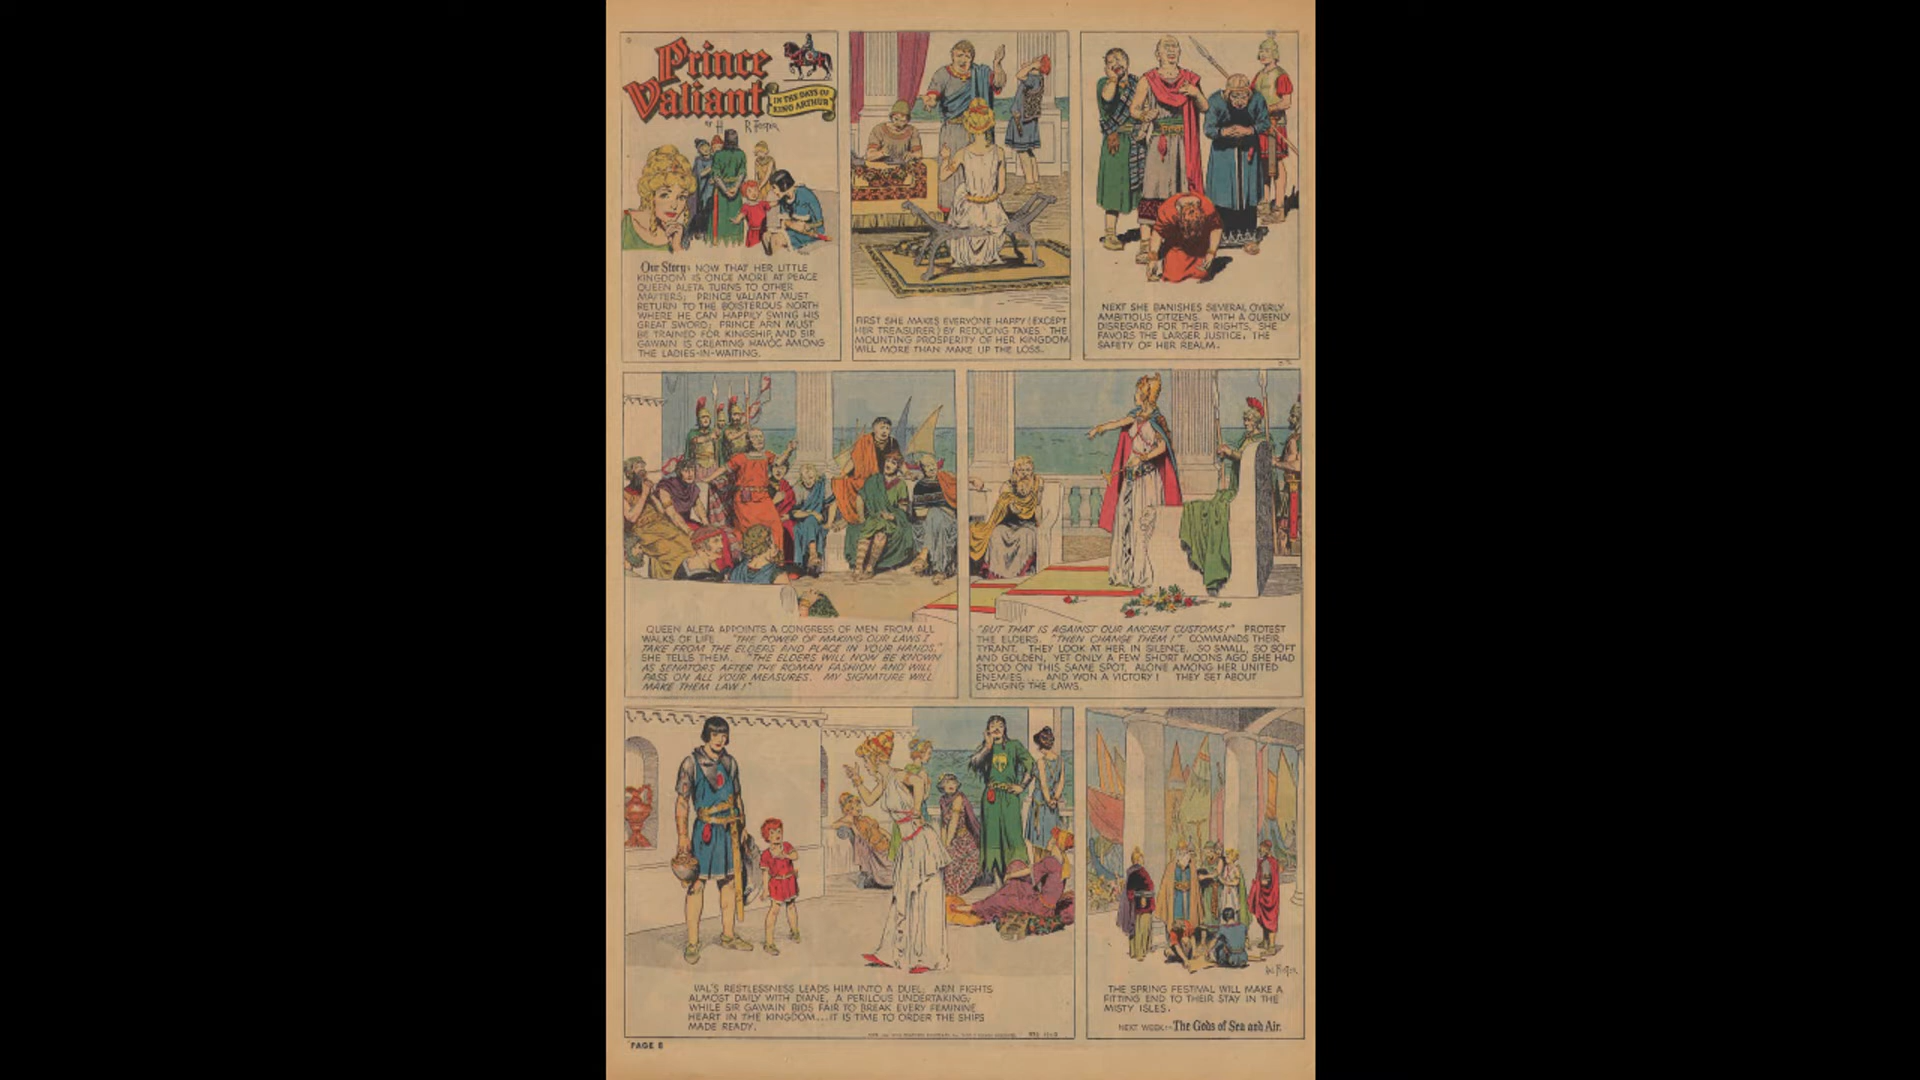 Prince
Valiant
IN THE DAYS OF
KING ARTHUR
BY H R FOSTER
Our Story: NOW THAT HER LITTLE
KINGDOM IS ONCE MORE AT PEACE
QUEEN ALETA TURNS TO OTHER
MATTERS; PRINCE VALIANT MUST
RETURN TO THE BOISTEROUS NORTH
WHERE HE CAN HAPPILY SWING HIS
GREAT SWORD; PRINCE ARN MUST
BE TRAINED FOR KINGSHIP, AND SIR
GAWAIN IS CREATING HAVOC AMONG
THE LADIES-IN-WAITING.
FIRST SHE MAKES EVERYONE HAPPY (EXCEPT
HER TREASURER) BY REDUCING TAXES. THE
MOUNTING PROSPERITY OF HER KINGDOM
WILL MORE THAN MAKE UP THE LOSS.
NEXT SHE BANISHES SEVERAL OVERLY
AMBITIOUS CITIZENS. WITH A QUEENLY
DISREGARD FOR THEIR RIGHTS, SHE
FAVORS THE LARGER JUSTICE, THE
SAFETY OF HER REALM.
QUEEN ALETA APPOINTS A CONGRESS OF MEN FROM ALL
WALKS OF LIFE. "THE POWER OF MAKING OUR LAWS I
TAKE FROM THE ELDERS AND PLACE IN YOUR HANDS,"
SHE TELLS THEM. "THE ELDERS WILL NOW BE KNOWN
AS SENATORS AFTER THE ROMAN FASHION AND WILL
PASS ON ALL YOUR MEASURES. MY SIGNATURE WILL
MAKE THEM LAW!"
"BUT THAT IS AGAINST OUR ANCIENT CUSTOMS!" PROTEST
THE ELDERS. "THEN CHANGE THEM!" COMMANDS THEIR
TYRANT. THEY LOOK AT HER IN SILENCE. SO SMALL, SO SOFT
AND GOLDEN, YET ONLY A FEW SHORT MOONS AGO SHE HAD
STOOD ON THIS SAME SPOT, ALONE AMONG HER UNITED
ENEMIES.....AND WON A VICTORY! THEY SET ABOUT
CHANGING THE LAWS.
VAL'S RESTLESSNESS LEADS HIM INTO A DUEL; ARN FIGHTS
ALMOST DAILY WITH DIANE, A PERILOUS UNDERTAKING;
WHILE SIR GAWAIN BIDS FAIR TO BREAK EVERY FEMININE
HEART IN THE KINGDOM...IT IS TIME TO ORDER THE SHIPS
MADE READY.
HAL FOSTER
THE SPRING FESTIVAL WILL MAKE A
FITTING END TO THEIR STAY IN THE
MISTY ISLES.
NEXT WEEK:- The Gods of Sea and Air.
PAGE 8